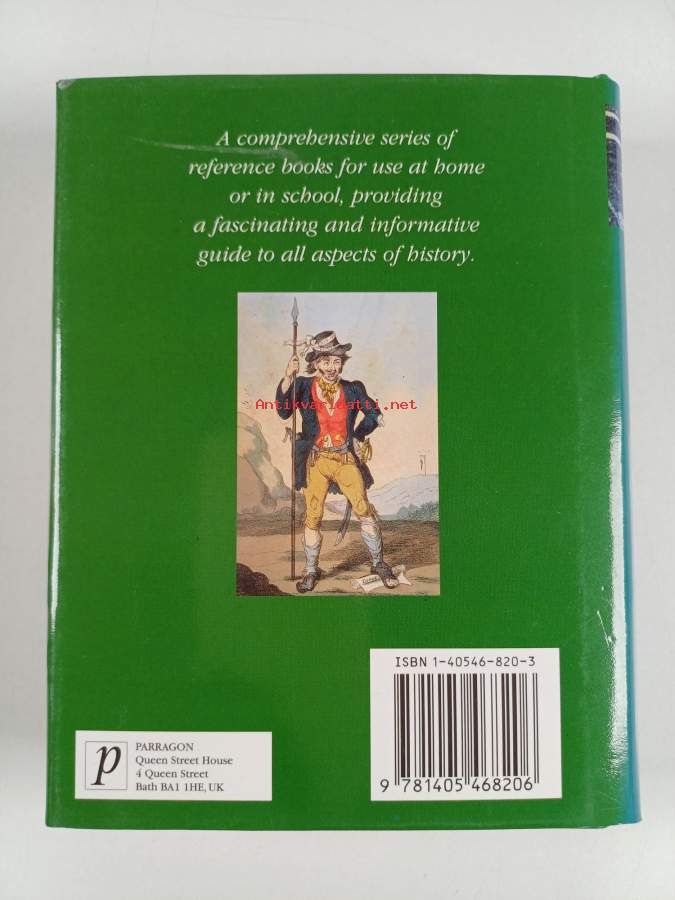 A comprehensive series of
reference books for use at home
or in school, providing
a fascinating and informative
guide to all aspects of history.
Antikvariaatti.net
ISBN 1-40546-820-3
9 781405 468206
p PARRAGON
Queen Street House
4 Queen Street
Bath BA1 1HE, UK